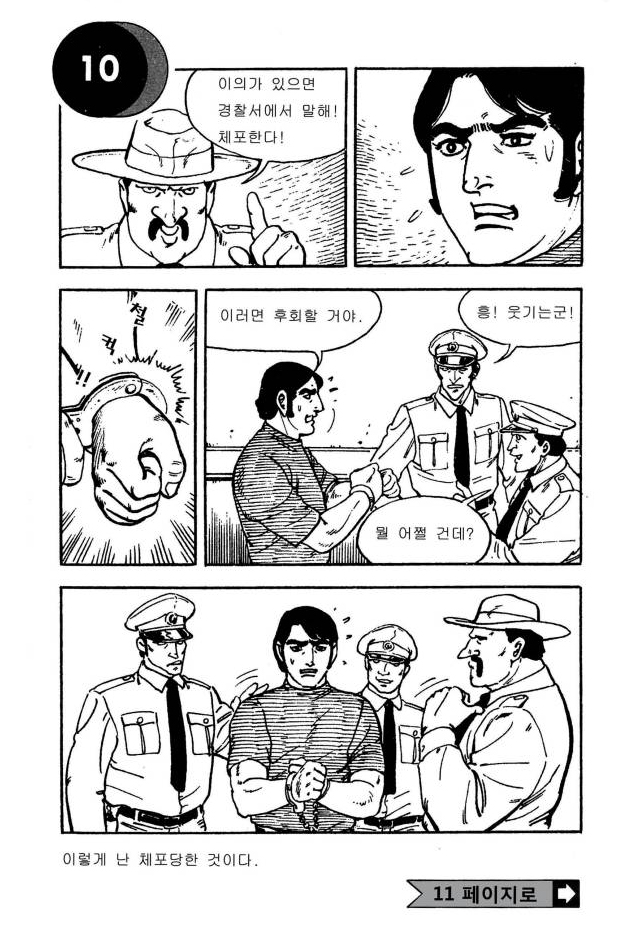 10
이의가 있으면
경찰서에서 말해!
체포한다!
철
컥
!!
이러면 후회할 거야.
흥! 웃기는군!
뭘 어쩔 건데?
이렇게 난 체포당한 것이다.
11 페이지로